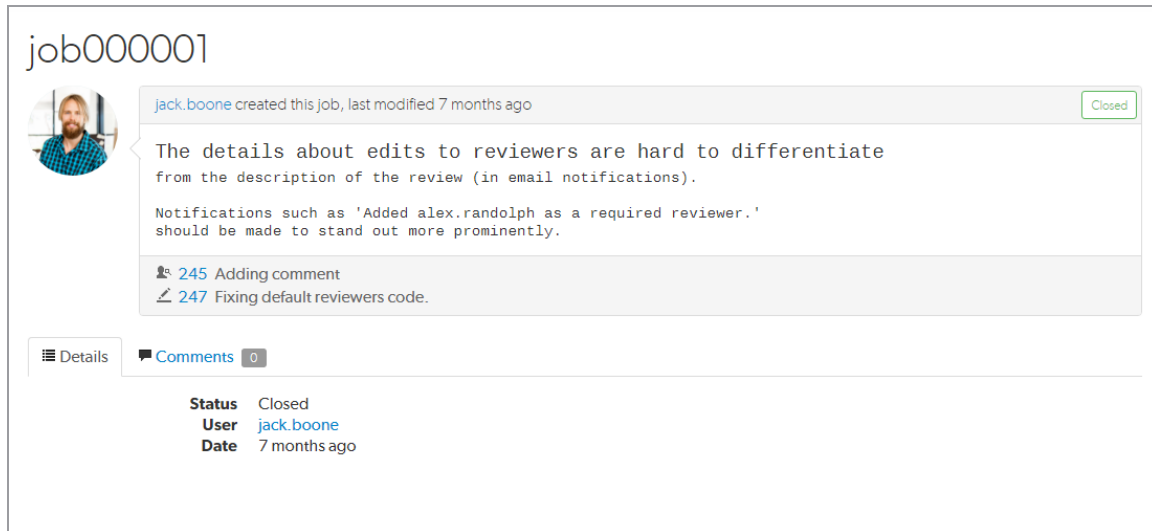 job000001
jack.boone created this job, last modified 7 months ago
Closed
The details about edits to reviewers are hard to differentiate
from the description of the review (in email notifications).
Notifications such as 'Added alex.randolph as a required reviewer.'
should be made to stand out more prominently.
245 Adding comment
247 Fixing default reviewers code.
Details
Comments 0
Status Closed
User jack.boone
Date 7 months ago